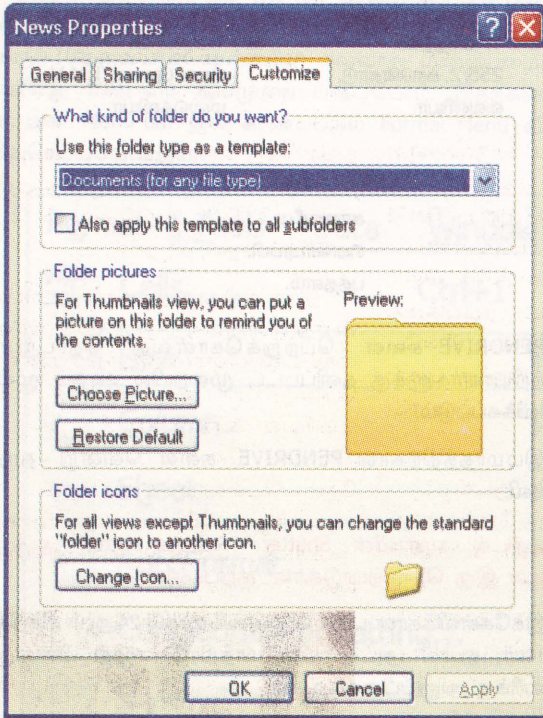 News Properties
General Sharing Security Customize
What kind of folder do you want?
Use this folder type as a template:
Documents (for any file type)
Also apply this template to all subfolders
Folder pictures
For Thumbnails view, you can put a
picture on this folder to remind you of
the contents.
Preview:
Choose Picture...
Restore Default
Folder icons
For all views except Thumbnails, you can change the standard
"folder" icon to another icon.
Change Icon...
OK Cancel Apply